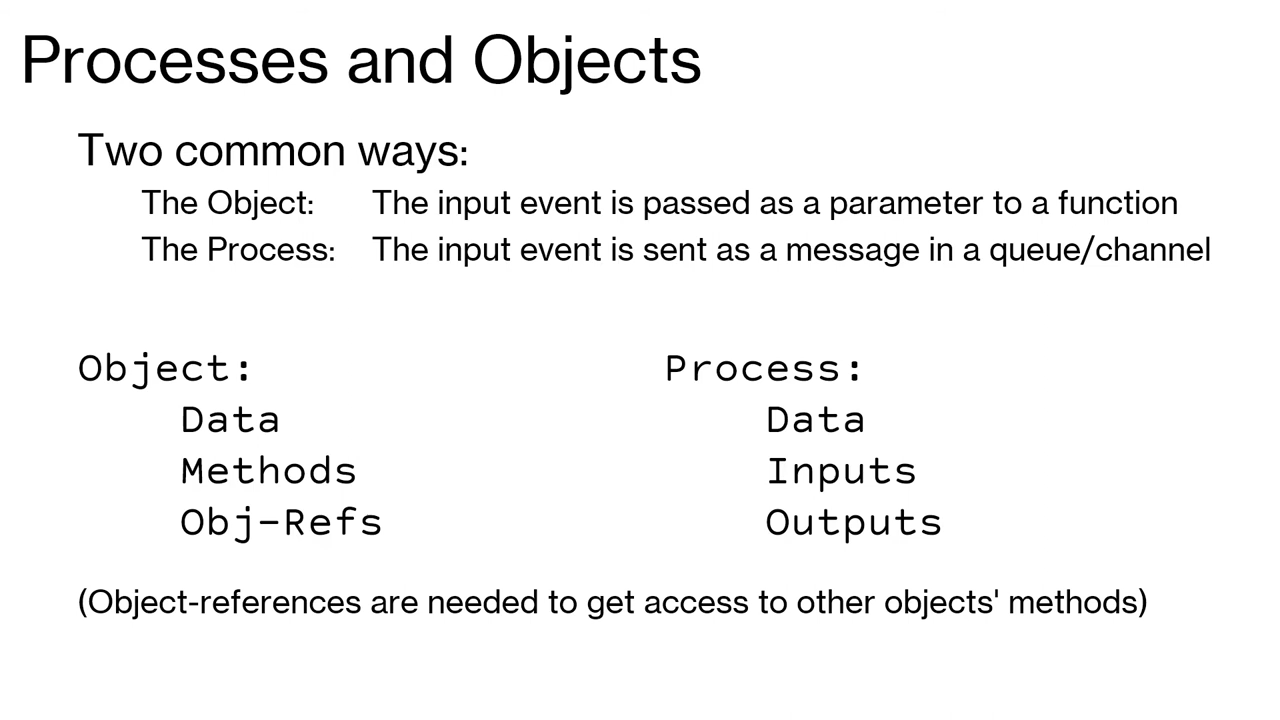 Processes and Objects
Two common ways:
The Object: The input event is passed as a parameter to a function
The Process: The input event is sent as a message in a queue/channel
Object:
Data
Methods
Obj-Refs
Process:
Data
Inputs
Outputs
(Object-references are needed to get access to other objects' methods)